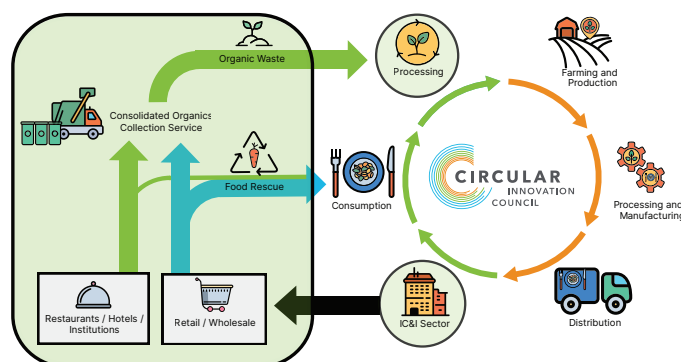 Organic Waste
Processing
Farming and
Production
Consolidated Organics
Collection Service
Food Rescue
Consumption
CIRCULAR
INNOVATION
COUNCIL
Processing and
Manufacturing
Restaurants / Hotels /
Institutions
Retail / Wholesale
IC&I Sector
Distribution